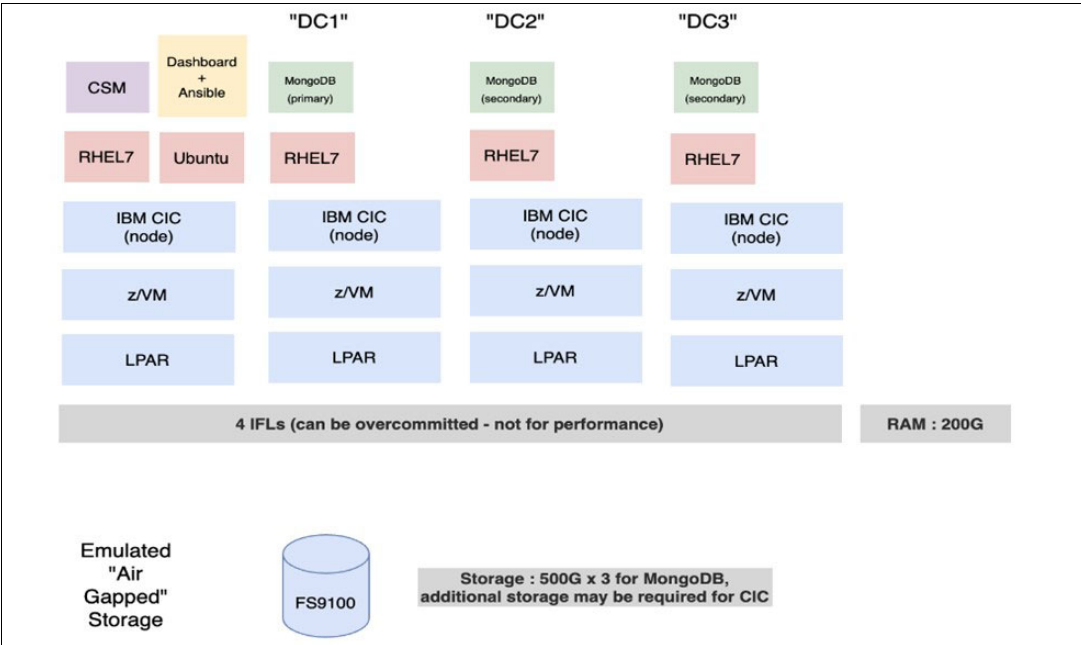 "DC1" "DC2" "DC3"
CSM
Dashboard
+
Ansible
MongoDB
(primary)
MongoDB
(secondary)
MongoDB
(secondary)
RHEL7 Ubuntu RHEL7 RHEL7 RHEL7
IBM CIC
(node)
IBM CIC
(node)
IBM CIC
(node)
IBM CIC
(node)
z/VM z/VM z/VM z/VM
LPAR LPAR LPAR LPAR
4 IFLs (can be overcommitted - not for performance) RAM : 200G
Emulated
"Air
Gapped"
Storage
FS9100
Storage : 500G x 3 for MongoDB,
additional storage may be required for CIC